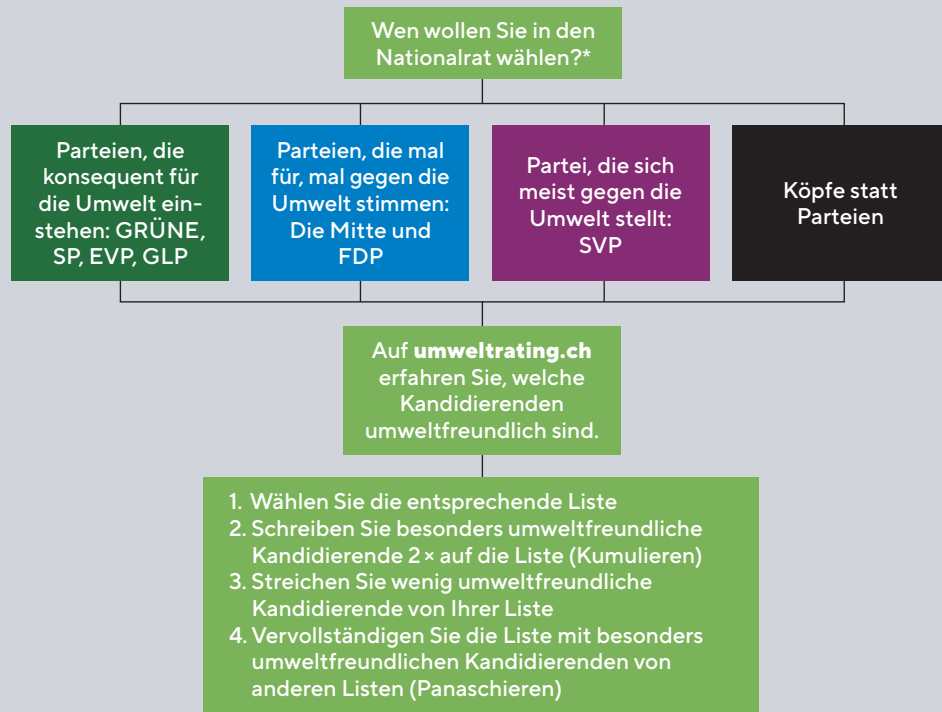 Wen wollen Sie in den
Nationalrat wählen?*
Parteien, die
konsequent für
die Umwelt ein-
stehen: GRÜNE,
SP, EVP, GLP
Parteien, die mal
für, mal gegen die
Umwelt stimmen:
Die Mitte und
FDP
Partei, die sich
meist gegen die
Umwelt stellt:
SVP
Köpfe statt
Parteien
Auf umweltrating.ch
erfahren Sie, welche
Kandidierenden
umweltfreundlich sind.
1. Wählen Sie die entsprechende Liste
2. Schreiben Sie besonders umweltfreundliche
Kandidierende 2 × auf die Liste (Kumulieren)
3. Streichen Sie wenig umweltfreundliche
Kandidierende von Ihrer Liste
4. Vervollständigen Sie die Liste mit besonders
umweltfreundlichen Kandidierenden von
anderen Listen (Panaschieren)